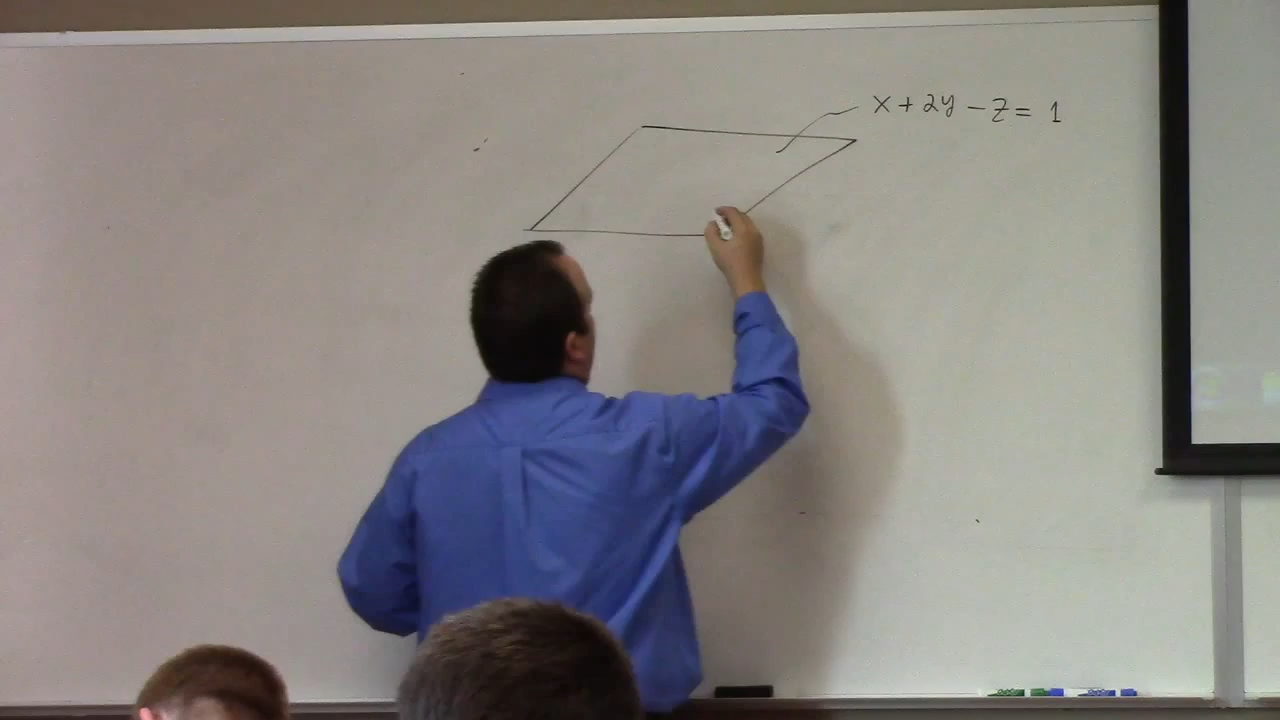 x + 2y - z = 1